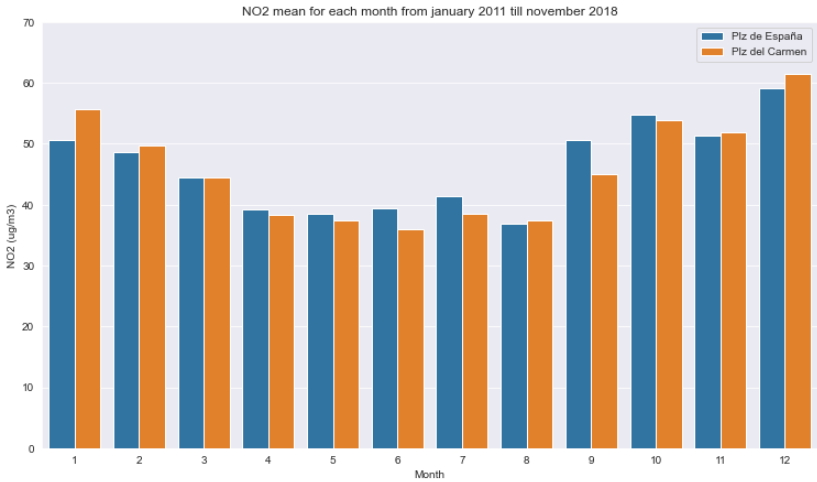 NO2 mean for each month from january 2011 till november 2018
Plz de España
Plz del Carmen
70
60
50
40
30
20
10
0
NO2 (ug/m3)
1 2 3 4 5 6 7 8 9 10 11 12
Month